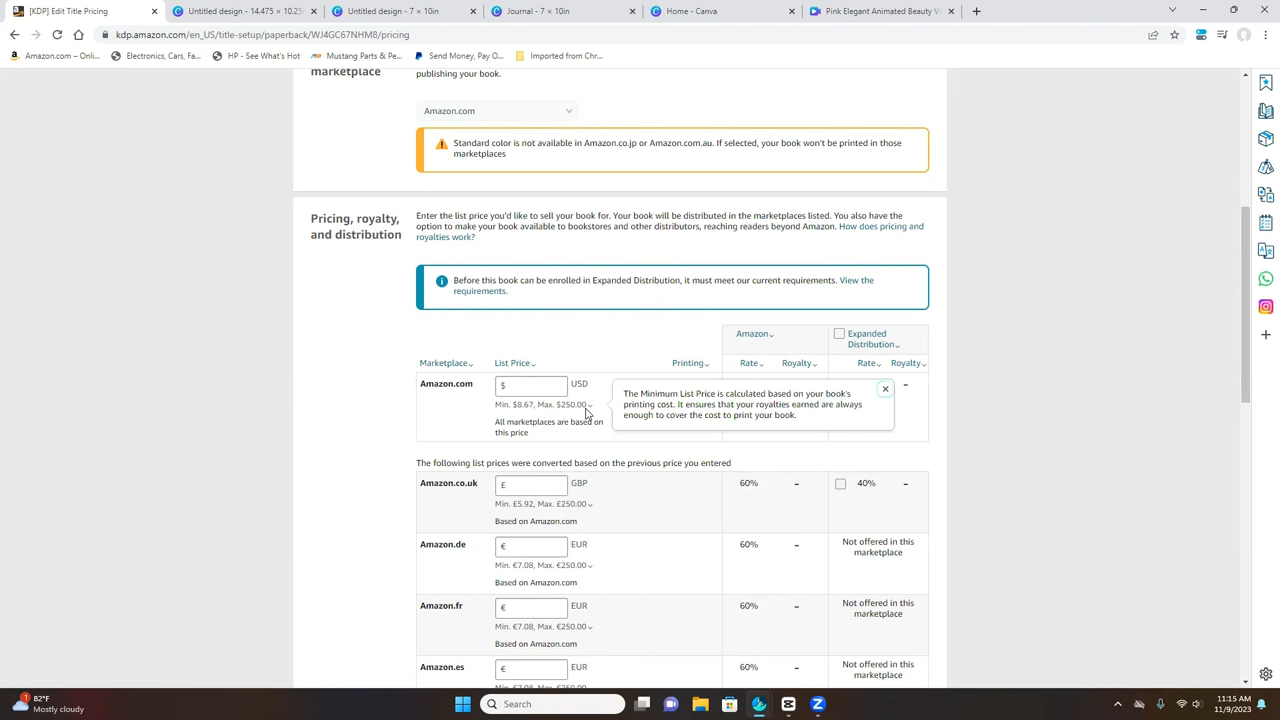 [KDP] Edit Title Pricing
Untitled design - 14.475 × 10.25
Untitled design - 7 × 10in
Journal - 7 × 10in
Home - Canva
Pink Elegant Animated Beauty V
kdp.amazon.com/en_US/title-setup/paperback/WJ4GC67NHM8/pricing
Amazon.com – Onli...
Electronics, Cars, Fa...
HP - See What's Hot
Mustang Parts & Pe...
Send Money, Pay O...
Imported from Chr...
marketplace
publishing your book.
Amazon.com
Standard color is not available in Amazon.co.jp or Amazon.com.au. If selected, your book won't be printed in those
marketplaces
Pricing, royalty,
and distribution
Enter the list price you'd like to sell your book for. Your book will be distributed in the marketplaces listed. You also have the
option to make your book available to bookstores and other distributors, reaching readers beyond Amazon. How does pricing and
royalties work?
Before this book can be enrolled in Expanded Distribution, it must meet our current requirements. View the
requirements.
Amazon
Expanded
Distribution
Marketplace
List Price
Printing
Rate
Royalty
Rate
Royalty
Amazon.com
$
USD
–
Min. $8.67, Max. $250.00
All marketplaces are based on
this price
The Minimum List Price is calculated based on your book's
printing cost. It ensures that your royalties earned are always
enough to cover the cost to print your book.
The following list prices were converted based on the previous price you entered
Amazon.co.uk
£
GBP
60%
–
40%
–
Min. £5.92, Max. £250.00
Based on Amazon.com
Amazon.de
€
EUR
60%
–
Not offered in this
marketplace
Min. €7.08, Max. €250.00
Based on Amazon.com
Amazon.fr
€
EUR
60%
–
Not offered in this
marketplace
Min. €7.08, Max. €250.00
Based on Amazon.com
Amazon.es
€
EUR
60%
–
Not offered in this
marketplace
Min. €7.08, Max. €250.00
1
82°F
Mostly cloudy
Search
11:15 AM
11/9/2023